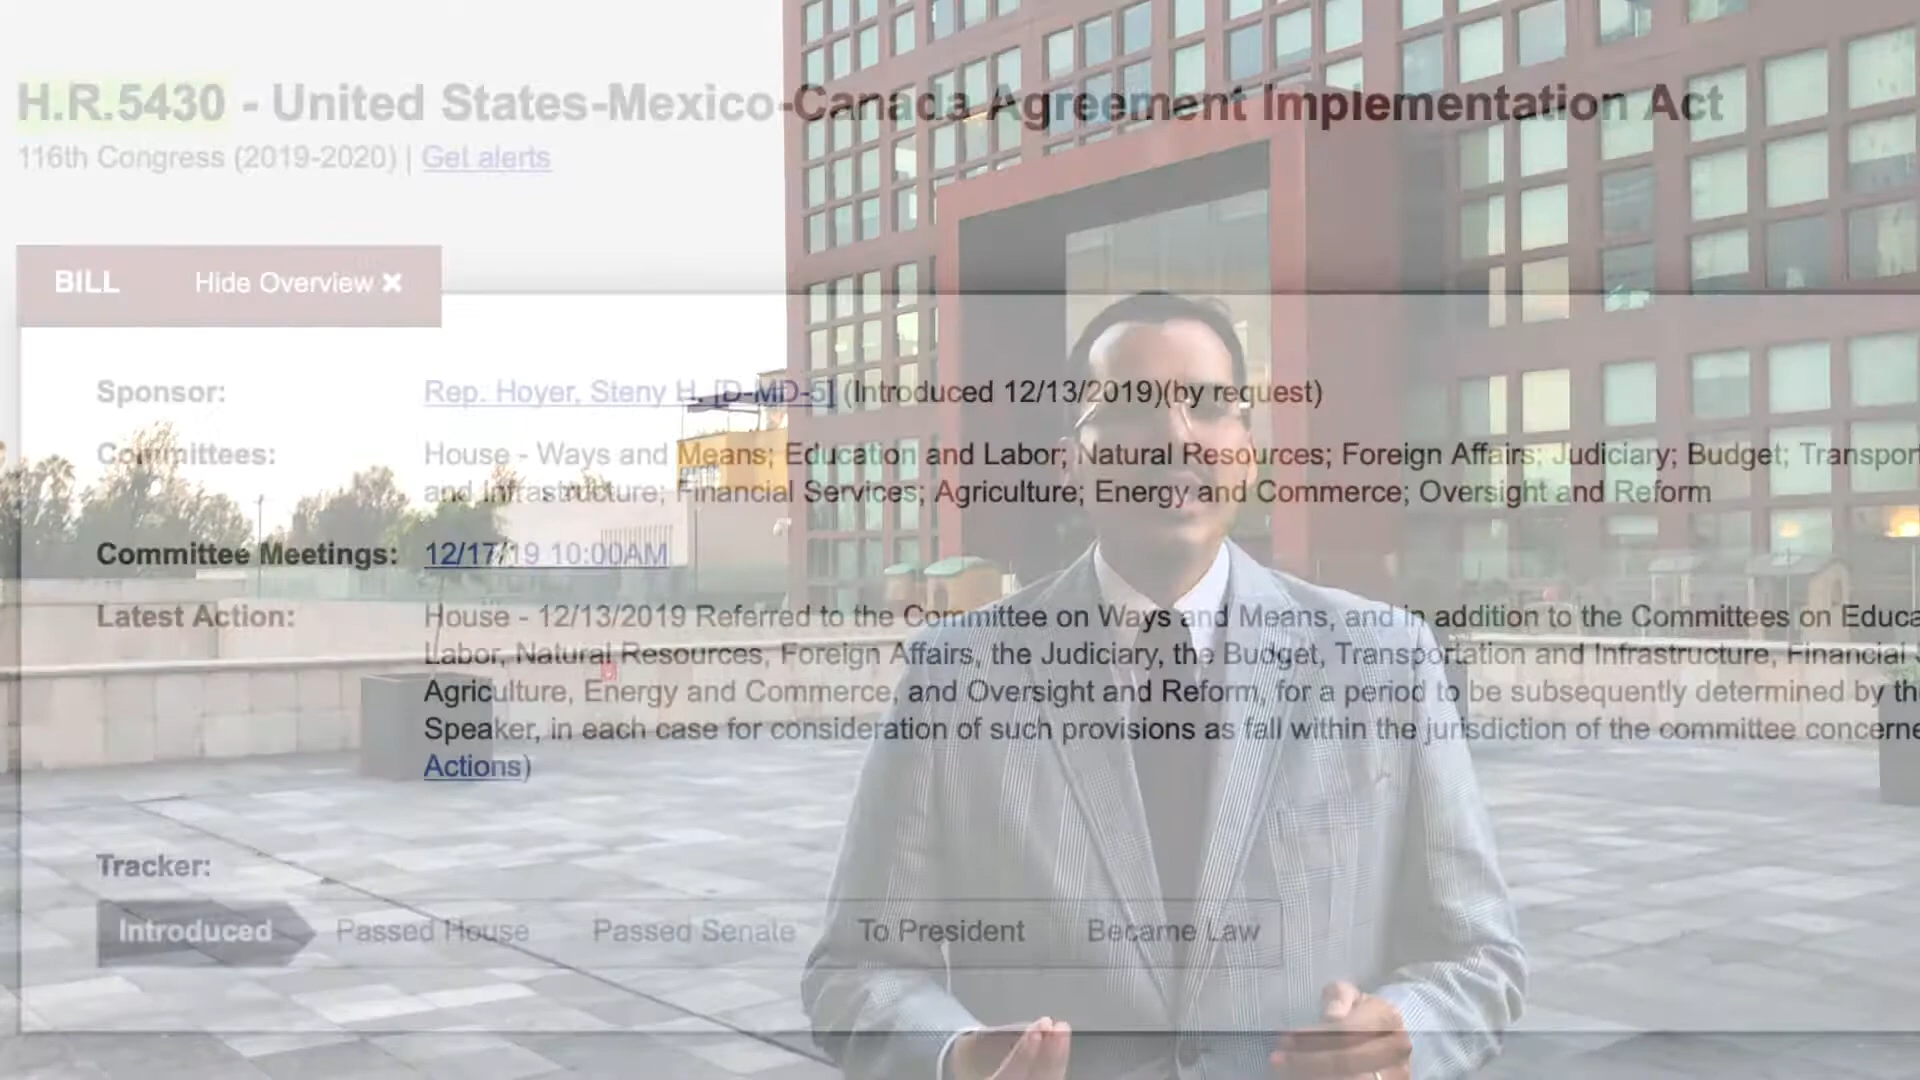 H.R.5430 - United States-Mexico-Canada Agreement Implementation Act
116th Congress (2019-2020) | Get alerts
BILL Hide Overview ✖
Sponsor: Rep. Hoyer, Steny H. [D-MD-5] (Introduced 12/13/2019)(by request)
Committees: House - Ways and Means; Education and Labor; Natural Resources; Foreign Affairs; Judiciary; Budget; Transpor
and Infrastructure; Financial Services; Agriculture; Energy and Commerce; Oversight and Reform
Committee Meetings: 12/17/19 10:00AM
Latest Action: House - 12/13/2019 Referred to the Committee on Ways and Means, and in addition to the Committees on Educa
Labor, Natural Resources, Foreign Affairs, the Judiciary, the Budget, Transportation and Infrastructure, Financial
Agriculture, Energy and Commerce, and Oversight and Reform, for a period to be subsequently determined by th
Speaker, in each case for consideration of such provisions as fall within the jurisdiction of the committee concerne
Actions)
Tracker:
Introduced Passed House Passed Senate To President Became Law